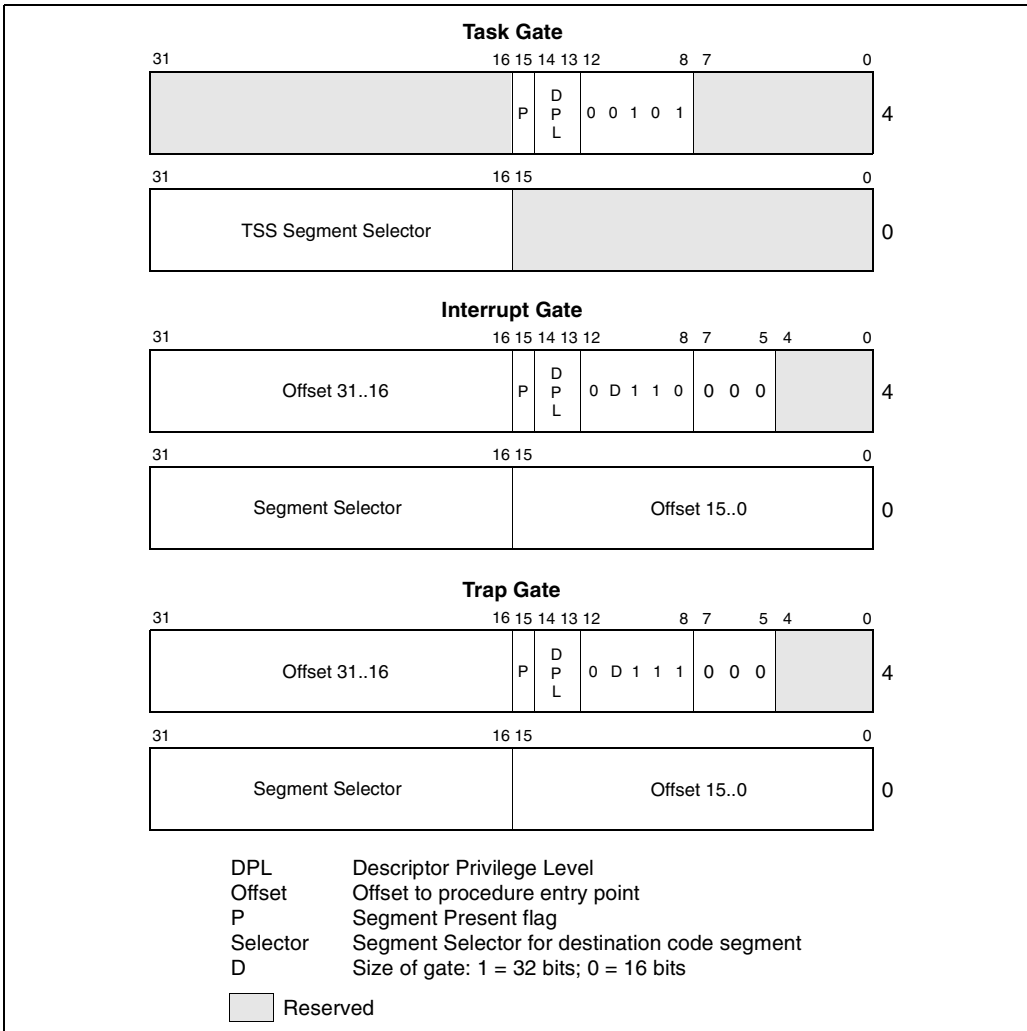 Task Gate
31 16 15 14 13 12 8 7 0
P DPL 0 0 1 0 1 4
31 16 15 0
TSS Segment Selector 0
Interrupt Gate
31 16 15 14 13 12 8 7 5 4 0
Offset 31..16 P DPL 0 D 1 1 0 0 0 0 4
31 16 15 0
Segment Selector Offset 15..0 0
Trap Gate
31 16 15 14 13 12 8 7 5 4 0
Offset 31..16 P DPL 0 D 1 1 1 0 0 0 4
31 16 15 0
Segment Selector Offset 15..0 0
DPL Descriptor Privilege Level
Offset Offset to procedure entry point
P Segment Present flag
Selector Segment Selector for destination code segment
D Size of gate: 1 = 32 bits; 0 = 16 bits
Reserved